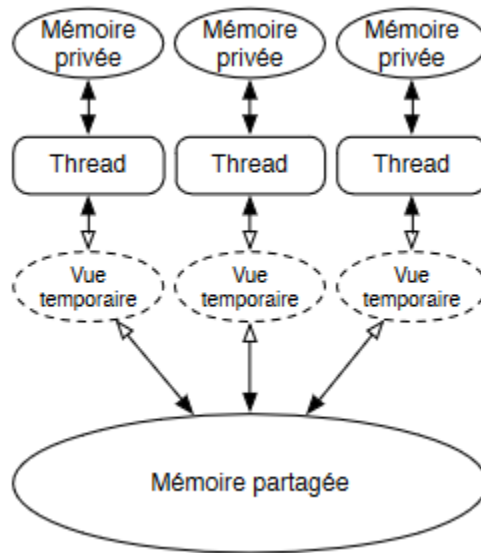 Mémoire
privée
Mémoire
privée
Mémoire
privée
Thread
Thread
Thread
Vue
temporaire
Vue
temporaire
Vue
temporaire
Mémoire partagée